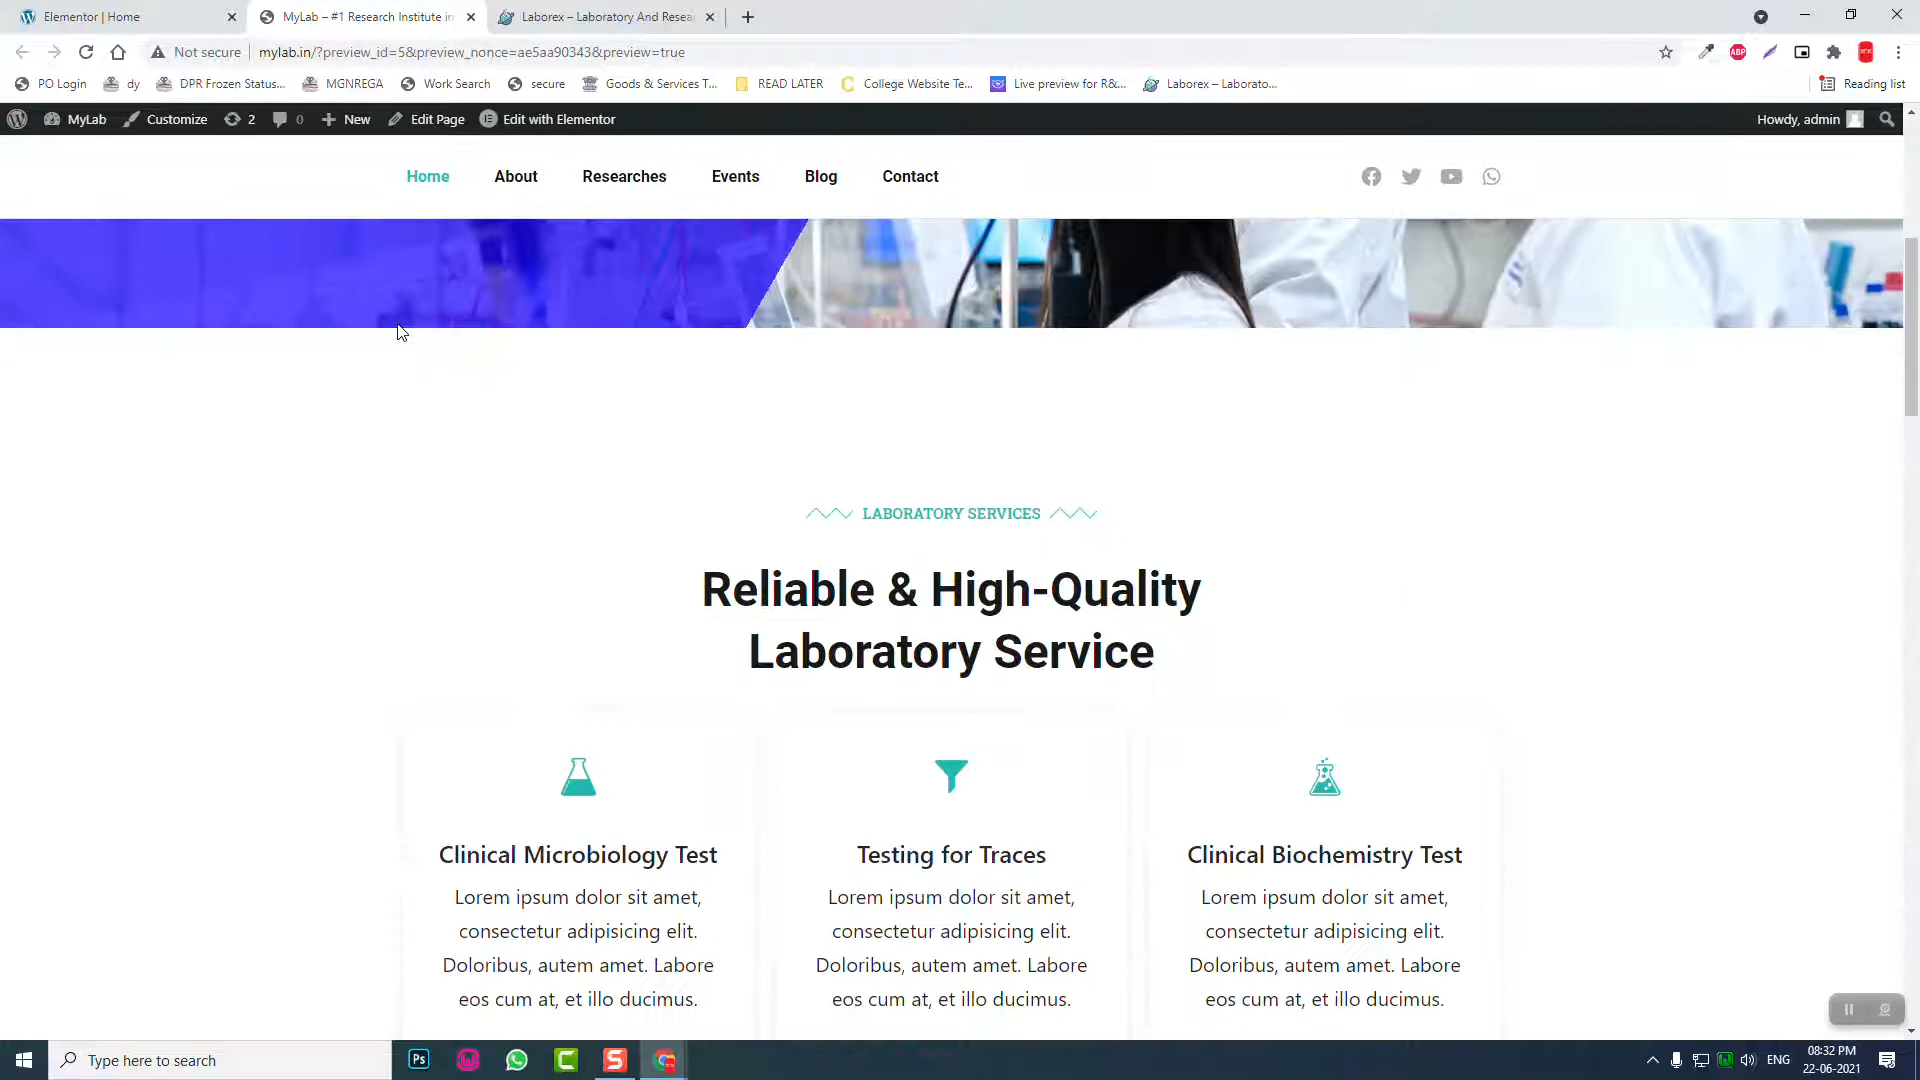 Elementor | Home
MyLab – #1 Research Institute in
Laborex – Laboratory And Resea
Not secure
mylab.in/?preview_id=5&preview_nonce=ae5aa90343&preview=true
ABP
PO Login
dy
DPR Frozen Status...
MGNREGA
Work Search
secure
Goods & Services T...
READ LATER
College Website Te...
Live preview for R&...
Laborex – Laborato...
Reading list
MyLab
Customize
2
0
New
Edit Page
Edit with Elementor
Howdy, admin
Home
About
Researches
Events
Blog
Contact
LABORATORY SERVICES
Reliable & High-Quality
Laboratory Service
Clinical Microbiology Test
Lorem ipsum dolor sit amet,
consectetur adipisicing elit.
Doloribus, autem amet. Labore
eos cum at, et illo ducimus.
Testing for Traces
Lorem ipsum dolor sit amet,
consectetur adipisicing elit.
Doloribus, autem amet. Labore
eos cum at, et illo ducimus.
Clinical Biochemistry Test
Lorem ipsum dolor sit amet,
consectetur adipisicing elit.
Doloribus, autem amet. Labore
eos cum at, et illo ducimus.
Type here to search
Ps
ENG
08:32 PM
22-06-2021